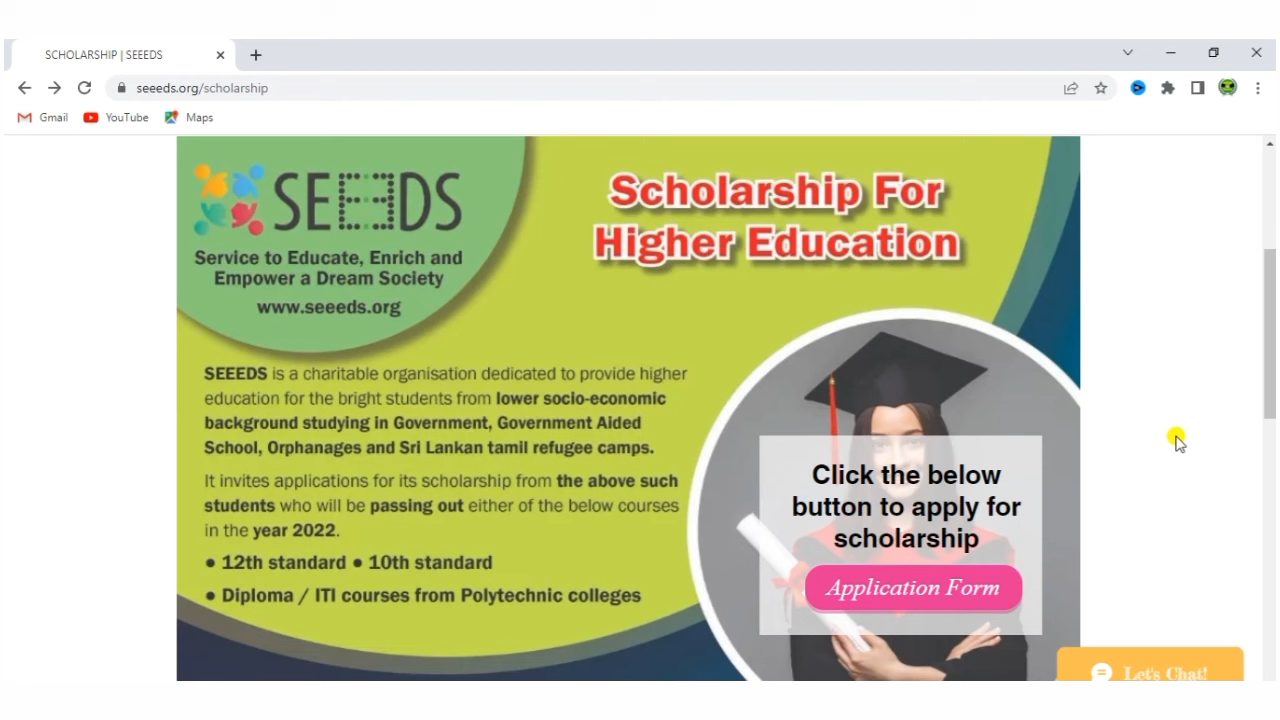 SCHOLARSHIP | SEEEDS
seeeds.org/scholarship
Gmail YouTube Maps
SEEEDS
Service to Educate, Enrich and
Empower a Dream Society
www.seeeds.org
Scholarship For
Higher Education
SEEEDS is a charitable organisation dedicated to provide higher
education for the bright students from lower socio-economic
background studying in Government, Government Aided
School, Orphanages and Sri Lankan tamil refugee camps.
It invites applications for its scholarship from the above such
students who will be passing out either of the below courses
in the year 2022.
• 12th standard • 10th standard
• Diploma / ITI courses from Polytechnic colleges
Click the below
button to apply for
scholarship
Application Form
Let's Chat!